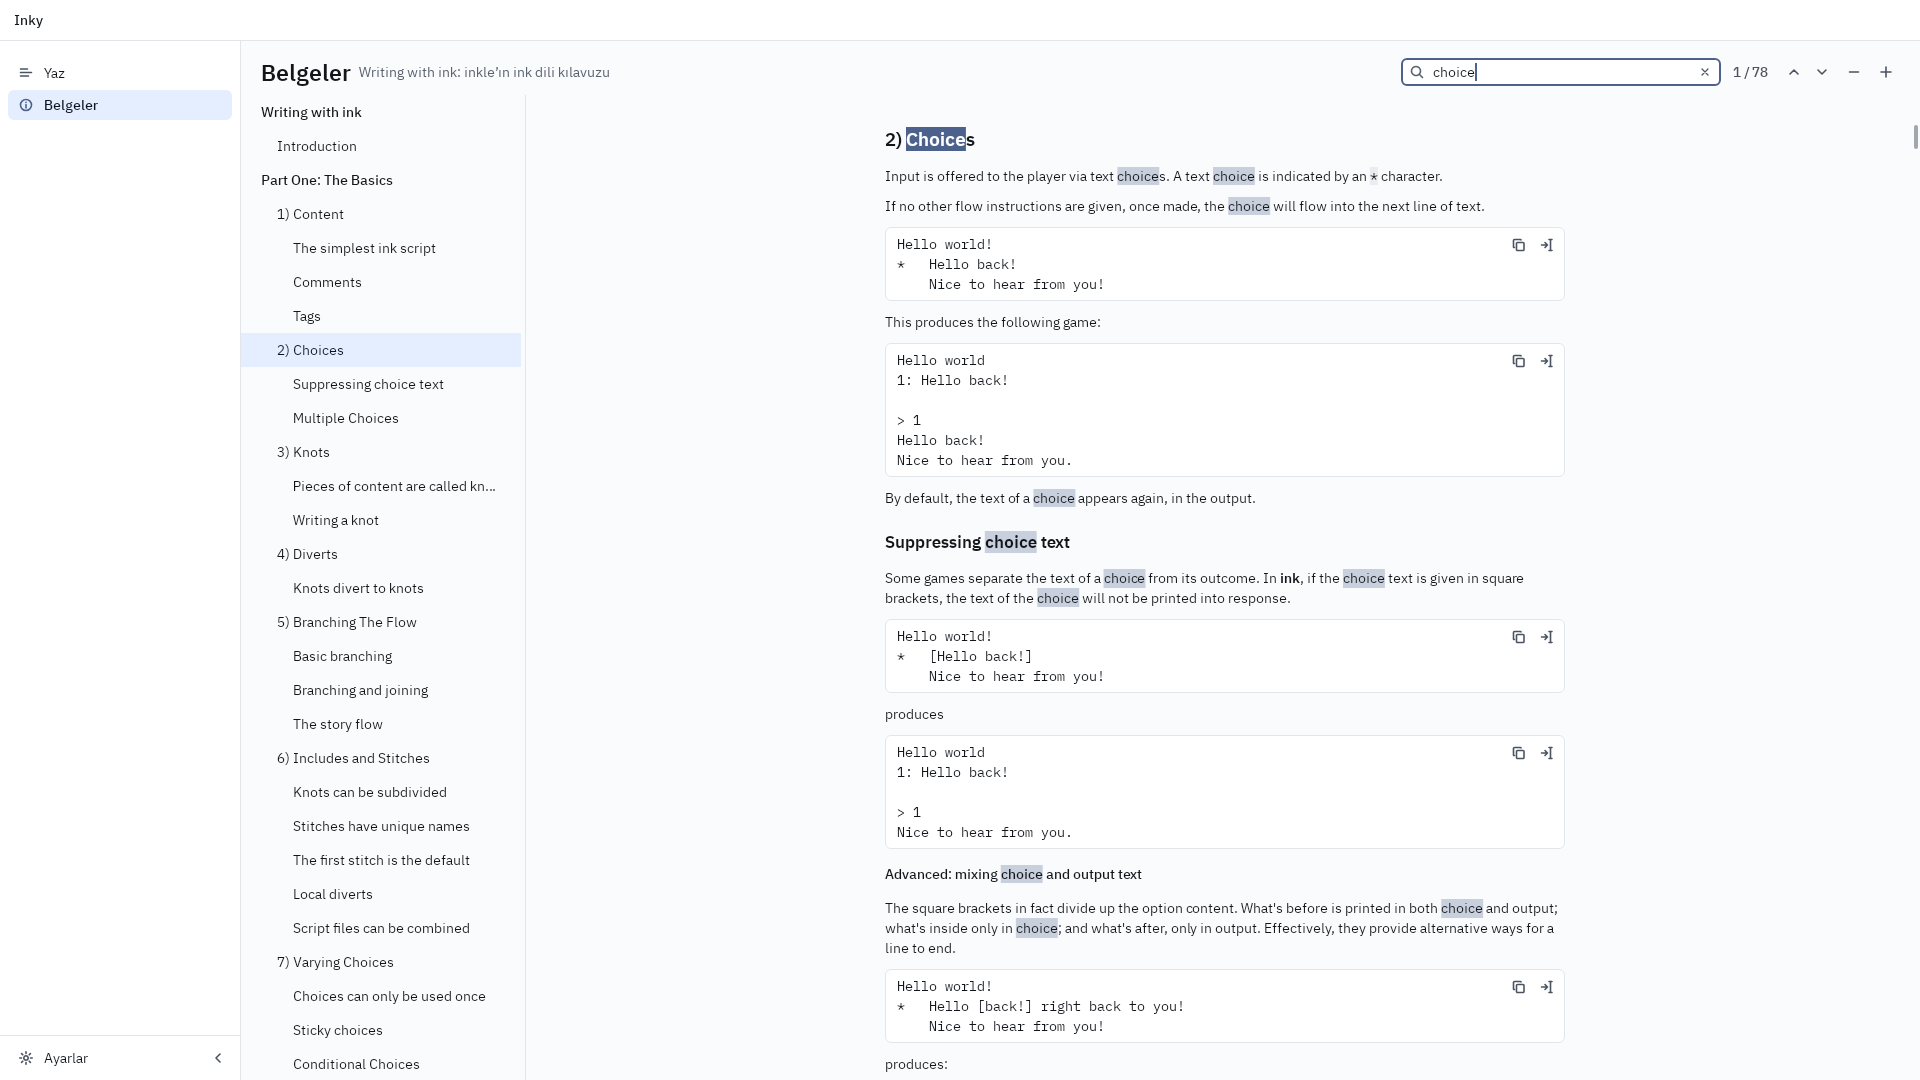 Inky
Yaz
Belgeler
Ayarlar
Belgeler Writing with ink: inkle’ın ink dili kılavuzu
choice
1 / 78
Writing with ink
Introduction
Part One: The Basics
1) Content
The simplest ink script
Comments
Tags
2) Choices
Suppressing choice text
Multiple Choices
3) Knots
Pieces of content are called kn...
Writing a knot
4) Diverts
Knots divert to knots
5) Branching The Flow
Basic branching
Branching and joining
The story flow
6) Includes and Stitches
Knots can be subdivided
Stitches have unique names
The first stitch is the default
Local diverts
Script files can be combined
7) Varying Choices
Choices can only be used once
Sticky choices
Conditional Choices
2) Choices
Input is offered to the player via text choices. A text choice is indicated by an * character.
If no other flow instructions are given, once made, the choice will flow into the next line of text.
Hello world!
*   Hello back!
    Nice to hear from you!
This produces the following game:
Hello world
1: Hello back!
> 1
Hello back!
Nice to hear from you.
By default, the text of a choice appears again, in the output.
Suppressing choice text
Some games separate the text of a choice from its outcome. In ink, if the choice text is given in square
brackets, the text of the choice will not be printed into response.
Hello world!
*   [Hello back!]
    Nice to hear from you!
produces
Hello world
1: Hello back!
> 1
Nice to hear from you.
Advanced: mixing choice and output text
The square brackets in fact divide up the option content. What's before is printed in both choice and output;
what's inside only in choice; and what's after, only in output. Effectively, they provide alternative ways for a
line to end.
Hello world!
*   Hello [back!] right back to you!
    Nice to hear from you!
produces: